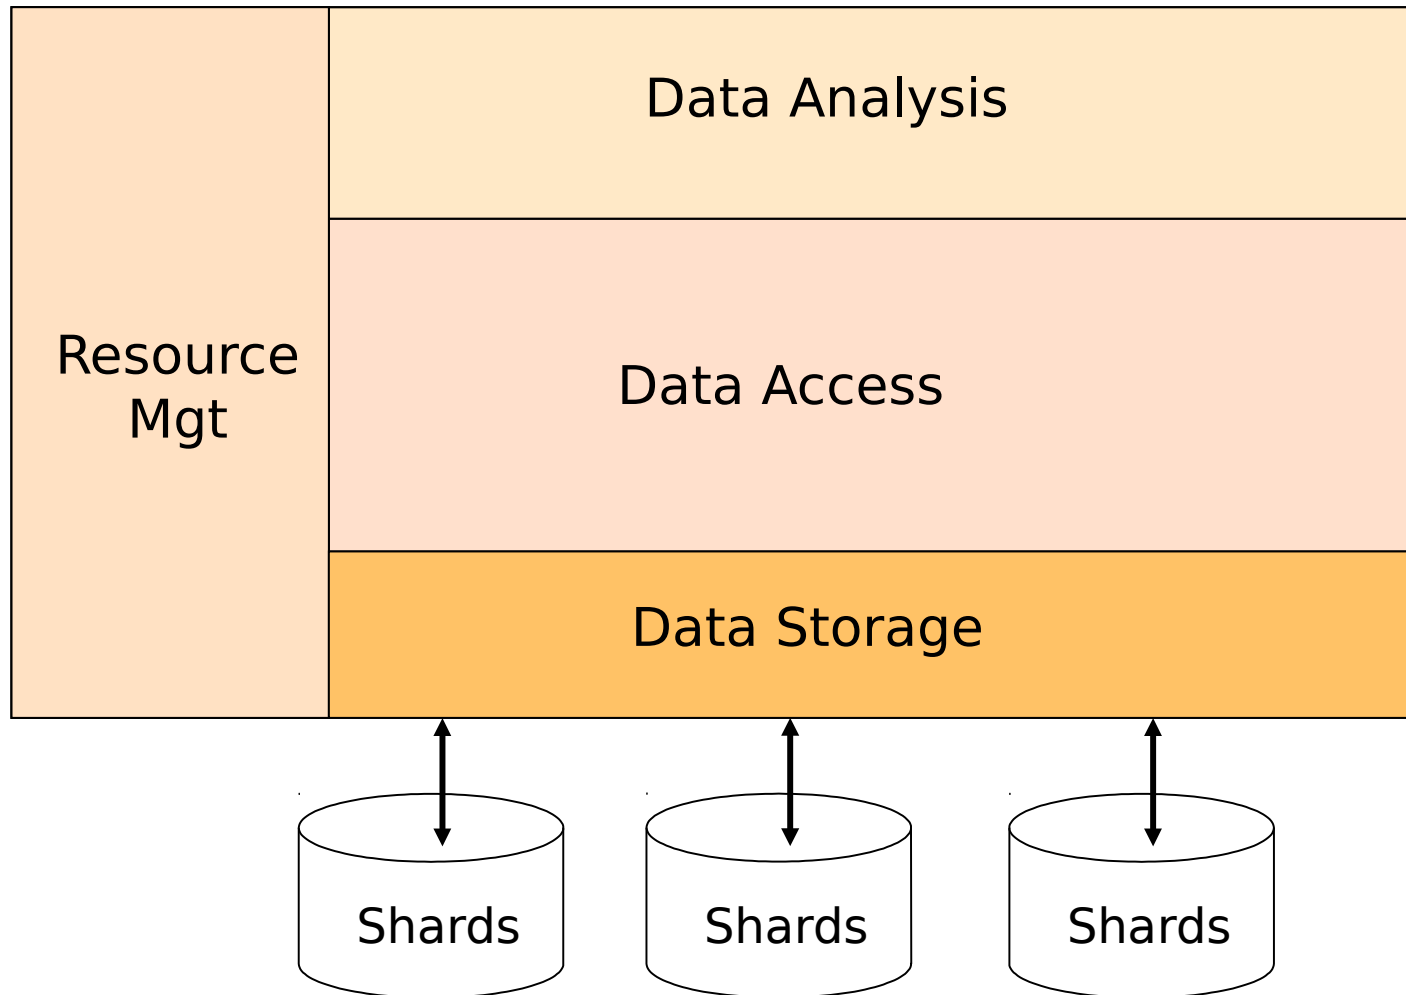 Data Analysis
Resource
Mgt
Data Access
Data Storage
Shards
Shards
Shards